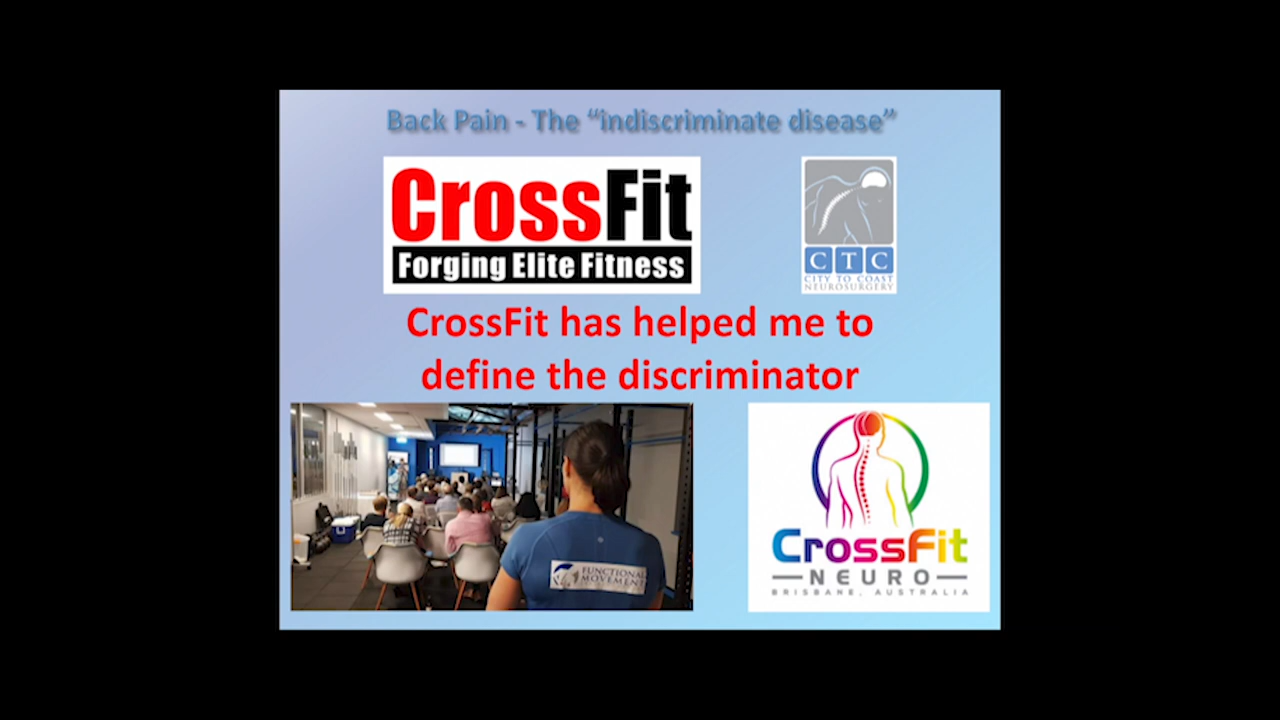 Back Pain - The “indiscriminate disease”
CrossFit
Forging Elite Fitness
CTC
CITY TO COAST
NEUROSURGERY
CrossFit has helped me to
define the discriminator
FUNCTIONAL
MOVEMENT
CrossFit
NEURO
BRISBANE, AUSTRALIA